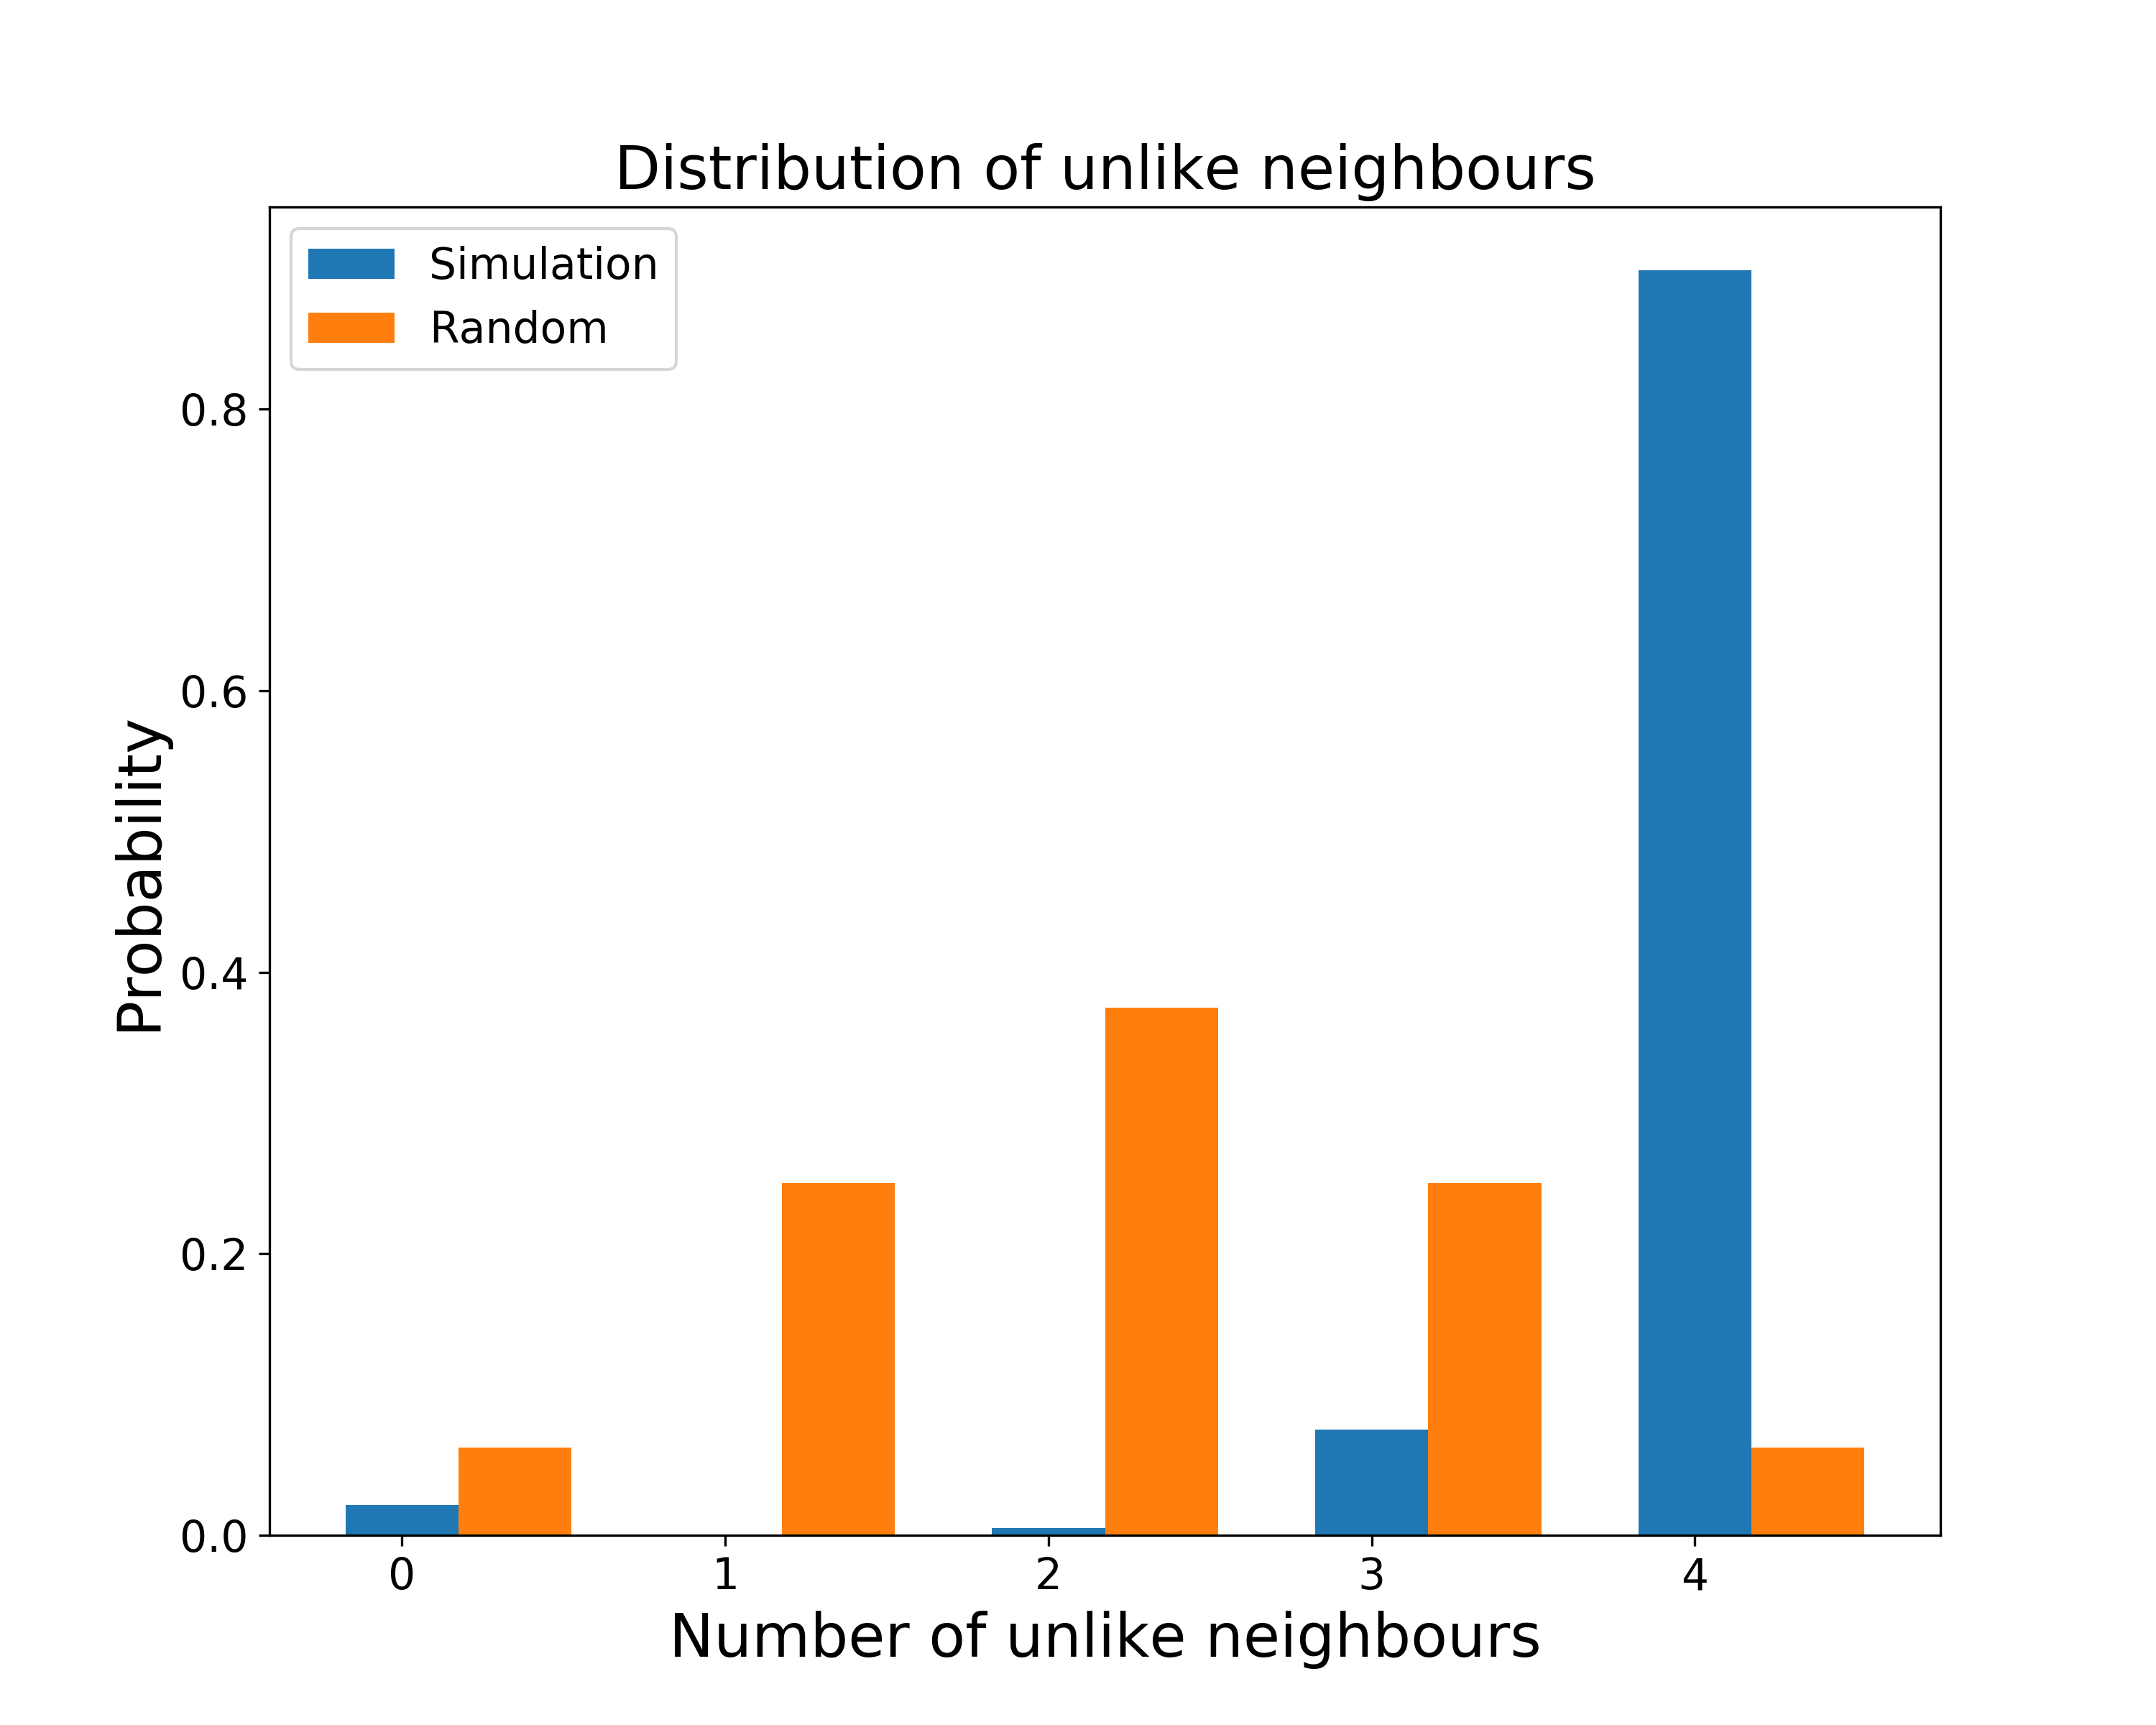 Distribution of unlike neighbours
Simulation
Random
Probability
0.8
0.6
0.4
0.2
0.0
0 1 2 3 4
Number of unlike neighbours